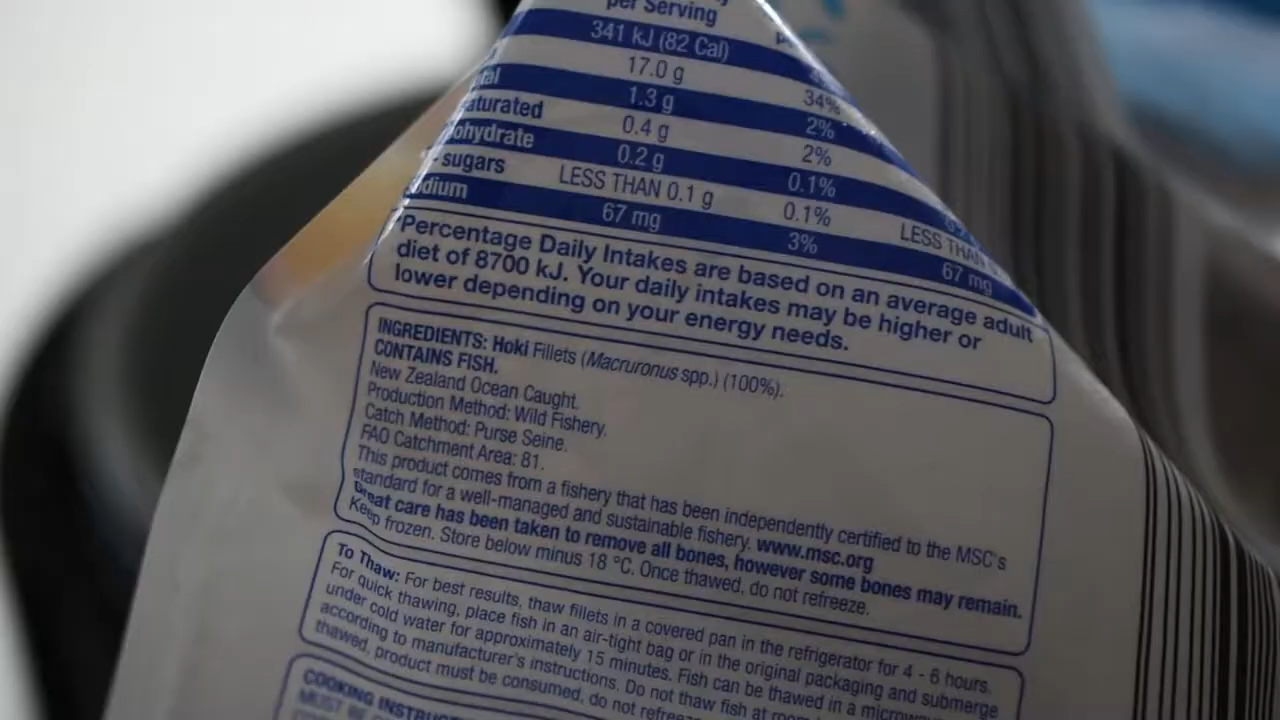 per Serving
341 kJ (82 Cal)
17.0 g 34%
1.3 g 2%
aturated 0.4 g 2%
ohydrate 0.2 g 0.1%
- sugars LESS THAN 0.1 g 0.1% LESS THAN
dium 67 mg 3% 67 mg
Percentage Daily Intakes are based on an average adult
diet of 8700 kJ. Your daily intakes may be higher or
lower depending on your energy needs.
INGREDIENTS: Hoki Fillets (Macruronus spp.) (100%).
CONTAINS FISH.
New Zealand Ocean Caught.
Production Method: Wild Fishery.
Catch Method: Purse Seine.
FAO Catchment Area: 81.
This product comes from a fishery that has been independently certified to the MSC's
standard for a well-managed and sustainable fishery. www.msc.org
Great care has been taken to remove all bones, however some bones may remain.
Keep frozen. Store below minus 18 °C. Once thawed, do not refreeze.
To Thaw: For best results, thaw fillets in a covered pan in the refrigerator for 4 - 6 hours.
For quick thawing, place fish in an air-tight bag or in the original packaging and submerge
under cold water for approximately 15 minutes. Fish can be thawed in a microwave
according to manufacturer's instructions. Do not thaw fish at room
thawed, product must be consumed, do not refreeze
COOKING INSTRUC
MUST BE